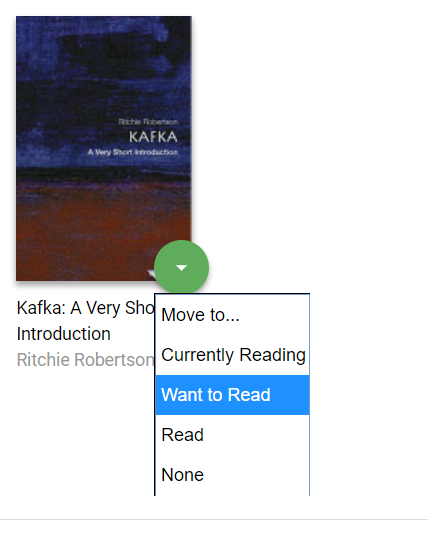 Ritchie Robertson
KAFKA
A Very Short Introduction
Kafka: A Very Sho
Introduction
Ritchie Robertson
Move to...
Currently Reading
Want to Read
Read
None